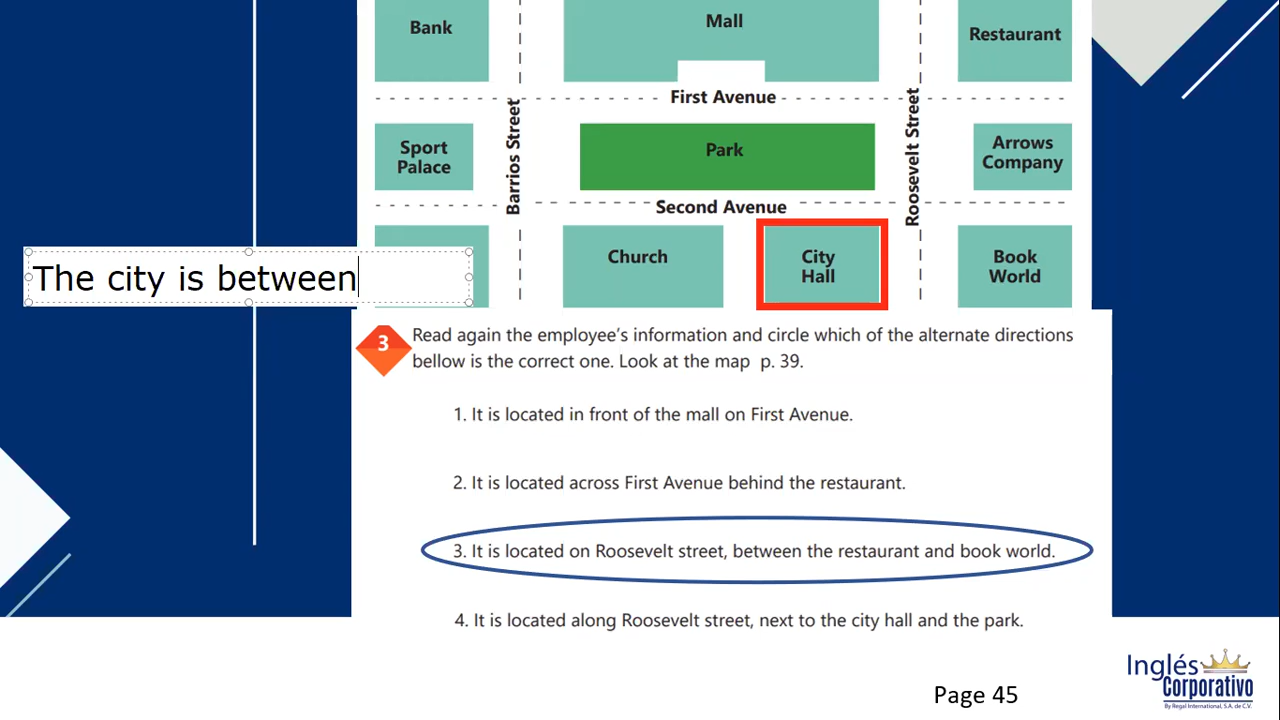 Bank
Mall
Restaurant
First Avenue
Barrios Street
Roosevelt Street
Sport
Palace
Park
Arrows
Company
Second Avenue
The city is between
Church
City
Hall
Book
World
3
Read again the employee's information and circle which of the alternate directions
bellow is the correct one. Look at the map p. 39.
1. It is located in front of the mall on First Avenue.
2. It is located across First Avenue behind the restaurant.
3. It is located on Roosevelt street, between the restaurant and book world.
4. It is located along Roosevelt street, next to the city hall and the park.
Page 45
Inglés
Corporativo
By Regal International, S.A. de C.V.